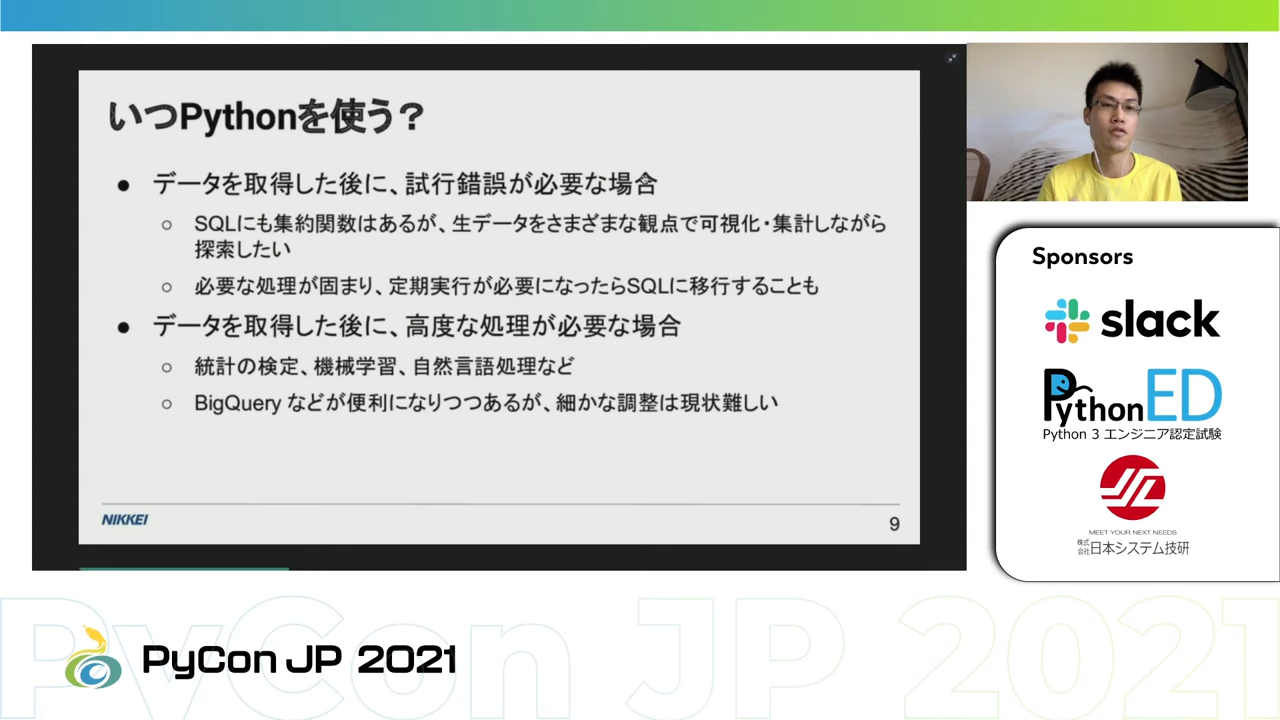 いつPythonを使う？
● データを取得した後に、試行錯誤が必要な場合
○ SQLにも集約関数はあるが、生データをさまざまな観点で可視化・集計しながら
探索したい
○ 必要な処理が固まり、定期実行が必要になったらSQLに移行することも
● データを取得した後に、高度な処理が必要な場合
○ 統計の検定、機械学習、自然言語処理など
○ BigQuery などが便利になりつつあるが、細かな調整は現状難しい
NIKKEI
9
Sponsors
slack
PythonED
Python 3 エンジニア認定試験
MEET YOUR NEXT NEEDS
株式会社日本システム技研
PyCon JP 2021
PyCon JP 2021